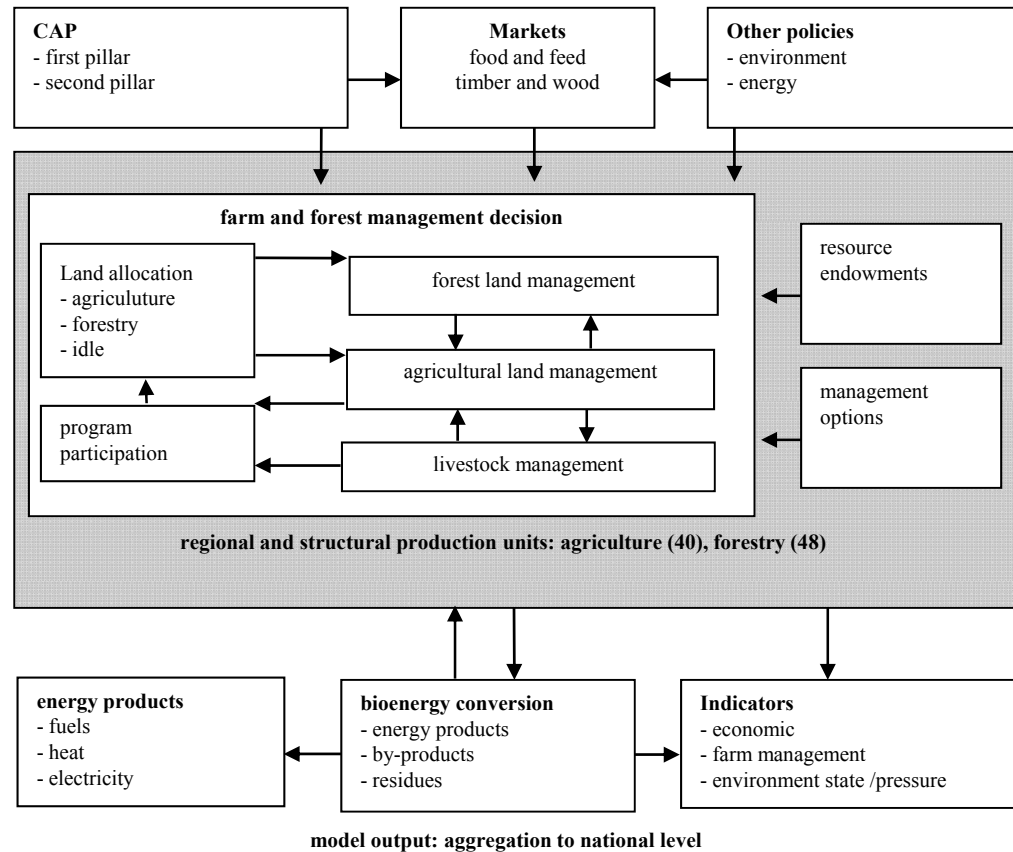 CAP
- first pillar
- second pillar
Markets
food and feed
timber and wood
Other policies
- environment
- energy
farm and forest management decision
Land allocation
- agriculuture
- forestry
- idle
forest land management
agricultural land management
program
participation
livestock management
resource
endowments
management
options
regional and structural production units: agriculture (40), forestry (48)
energy products
- fuels
- heat
- electricity
bioenergy conversion
- energy products
- by-products
- residues
Indicators
- economic
- farm management
- environment state /pressure
model output: aggregation to national level